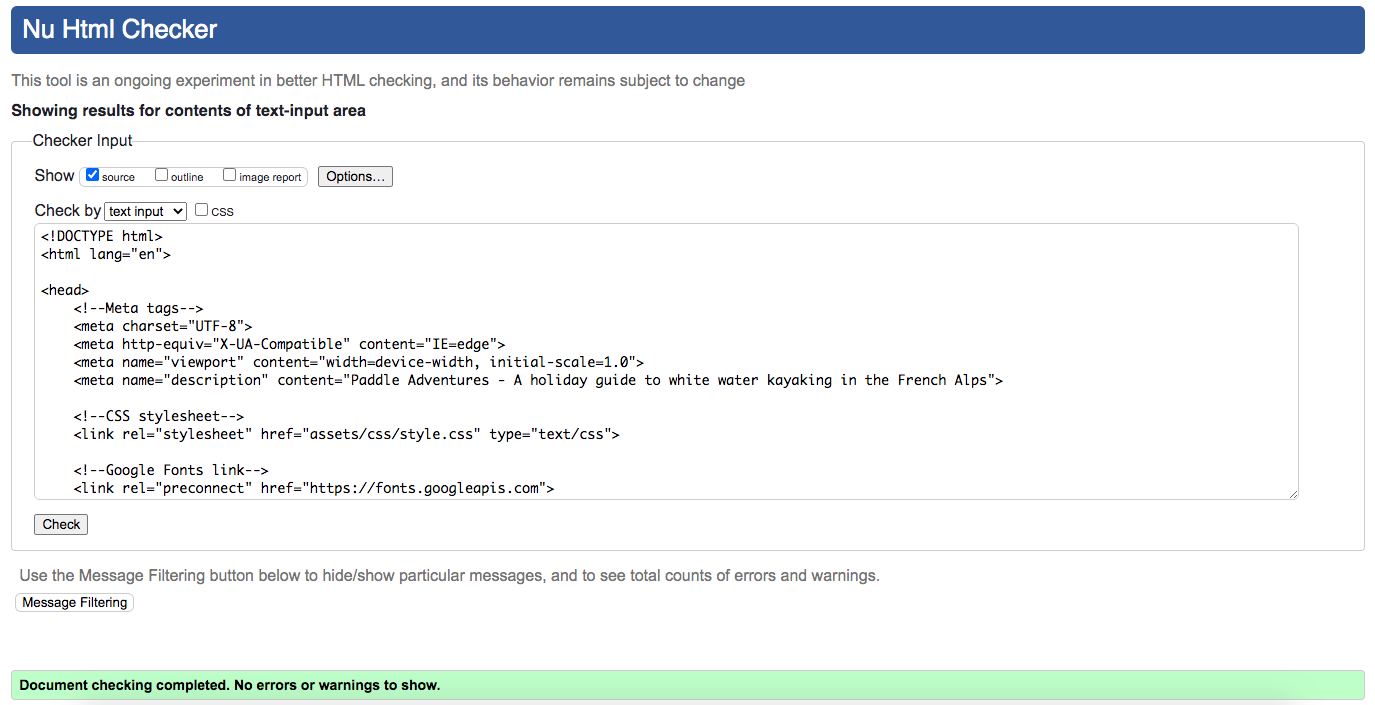 Nu Html Checker
This tool is an ongoing experiment in better HTML checking, and its behavior remains subject to change
Showing results for contents of text-input area
Checker Input
Show source outline image report Options...
Check by text input CSS
<!DOCTYPE html>
<html lang="en">
<head>
<!--Meta tags-->
<meta charset="UTF-8">
<meta http-equiv="X-UA-Compatible" content="IE=edge">
<meta name="viewport" content="width=device-width, initial-scale=1.0">
<meta name="description" content="Paddle Adventures - A holiday guide to white water kayaking in the French Alps">
<!--CSS stylesheet-->
<link rel="stylesheet" href="assets/css/style.css" type="text/css">
<!--Google Fonts link-->
<link rel="preconnect" href="https://fonts.googleapis.com">
Check
Use the Message Filtering button below to hide/show particular messages, and to see total counts of errors and warnings.
Message Filtering
Document checking completed. No errors or warnings to show.